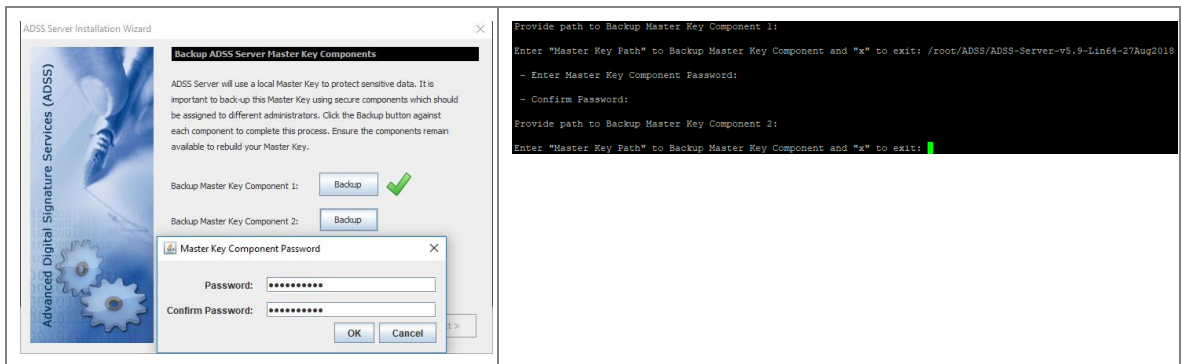 ADSS Server Installation Wizard
Advanced Digital Signature Services (ADSS)
Backup ADSS Server Master Key Components
ADSS Server will use a local Master Key to protect sensitive data. It is
important to back-up this Master Key using secure components which should
be assigned to different administrators. Click the Backup button against
each component to complete this process. Ensure the components remain
available to rebuild your Master Key.
Backup Master Key Component 1: Backup
Backup Master Key Component 2: Backup
Master Key Component Password
Password: ●●●●●●●●●●
Confirm Password: ●●●●●●●●●●
OK Cancel
Provide path to Backup Master Key Component 1:
Enter "Master Key Path" to Backup Master Key Component and "x" to exit: /root/ADSS/ADSS-Server-v5.9-Lin64-27Aug2018
- Enter Master Key Component Password:
- Confirm Password:
Provide path to Backup Master Key Component 2:
Enter "Master Key Path" to Backup Master Key Component and "x" to exit: